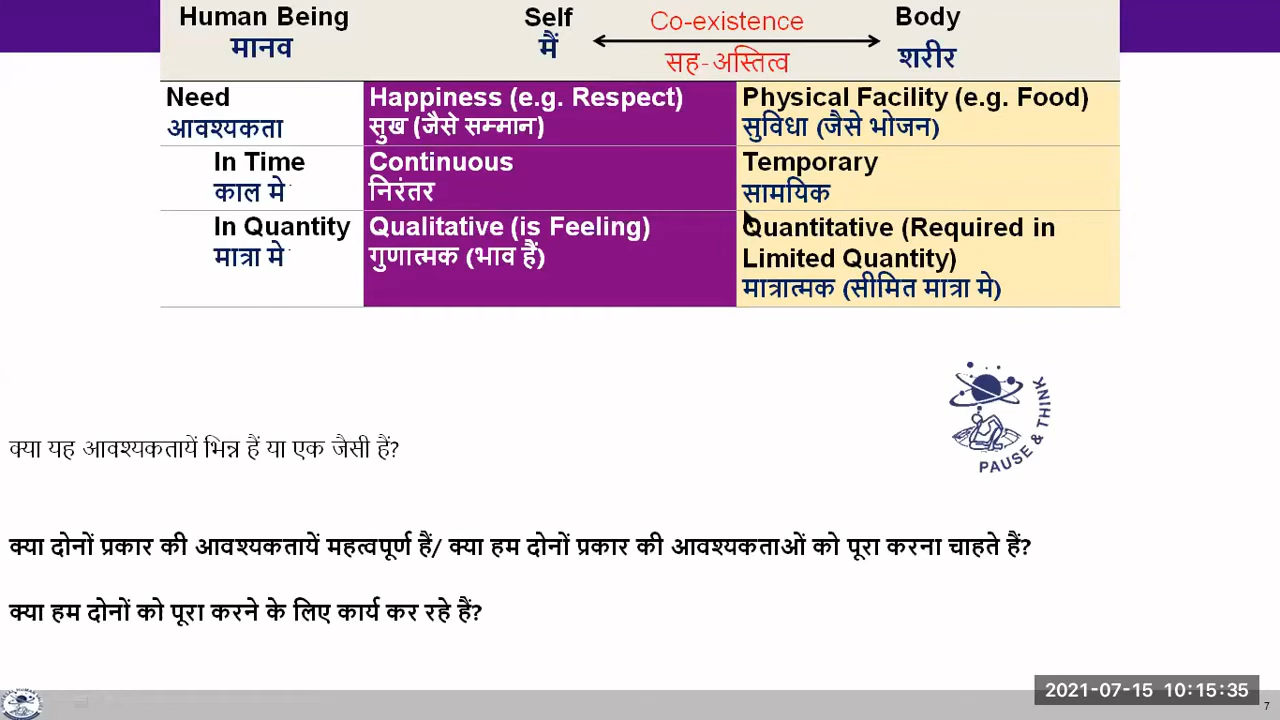 Human Being Self Co-existence Body
मानव मैं सह-अस्तित्व शरीर
Need Happiness (e.g. Respect) Physical Facility (e.g. Food)
आवश्यकता सुख (जैसे सम्मान) सुविधा (जैसे भोजन)
In Time Continuous Temporary
काल मे निरंतर सामयिक
In Quantity Qualitative (is Feeling) Quantitative (Required in
मात्रा मे गुणात्मक (भाव हैं) Limited Quantity)
मात्रात्मक (सीमित मात्रा मे)
PAUSE & THINK
क्या यह आवश्यकतायें भिन्न हैं या एक जैसी हैं?
क्या दोनों प्रकार की आवश्यकतायें महत्वपूर्ण हैं/ क्या हम दोनों प्रकार की आवश्यकताओं को पूरा करना चाहते हैं?
क्या हम दोनों को पूरा करने के लिए कार्य कर रहे हैं?
2021-07-15 10:15:35
7